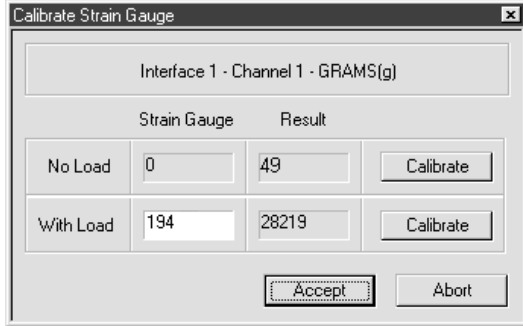 Calibrate Strain Gauge
Interface 1 - Channel 1 - GRAMS(g)
Strain Gauge Result
No Load 0 49 Calibrate
With Load 194 28219 Calibrate
Accept Abort